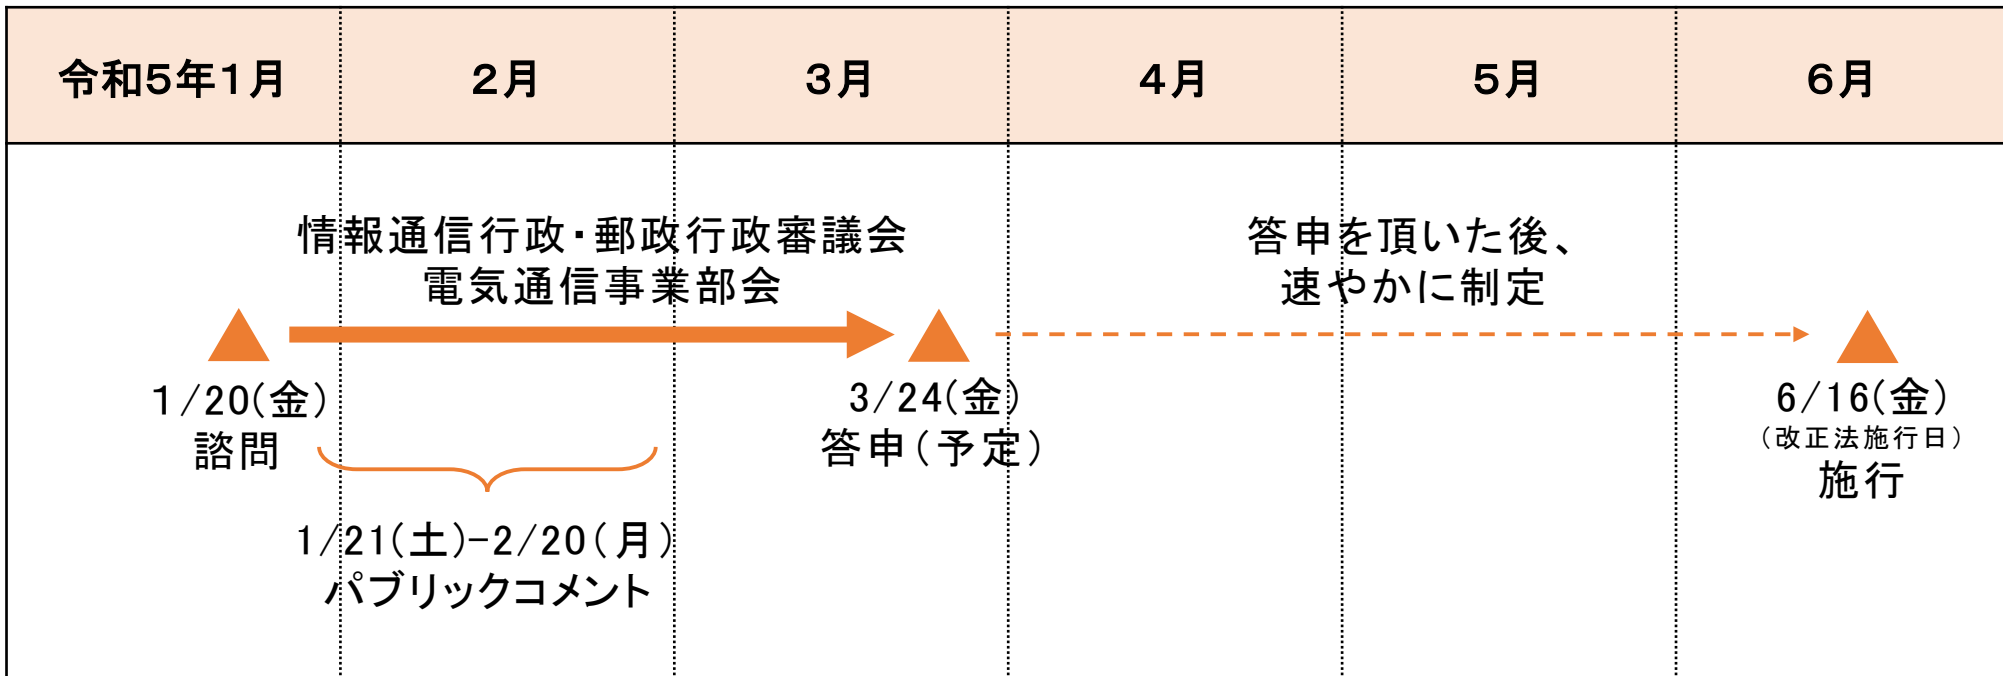 令和5年1月
2月
3月
4月
5月
6月
情報通信行政・郵政行政審議会
電気通信事業部会
答申を頂いた後、
速やかに制定
1/20(金)
諮問
3/24(金)
答申(予定)
6/16(金)
(改正法施行日)
施行
1/21(土)-2/20(月)
パブリックコメント